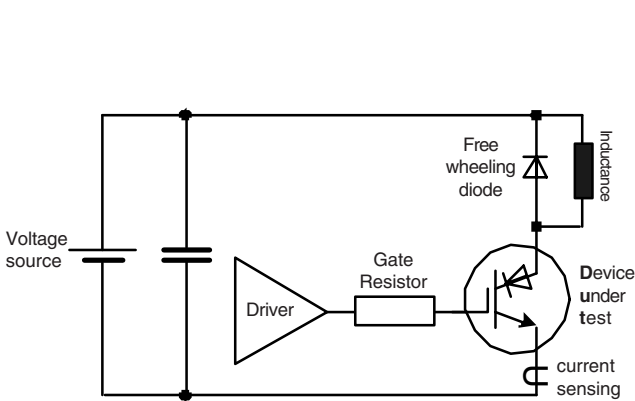 Free
wheeling
diode
Inductance
Voltage
source
Gate
Resistor
Driver
Device
under
test
current
sensing